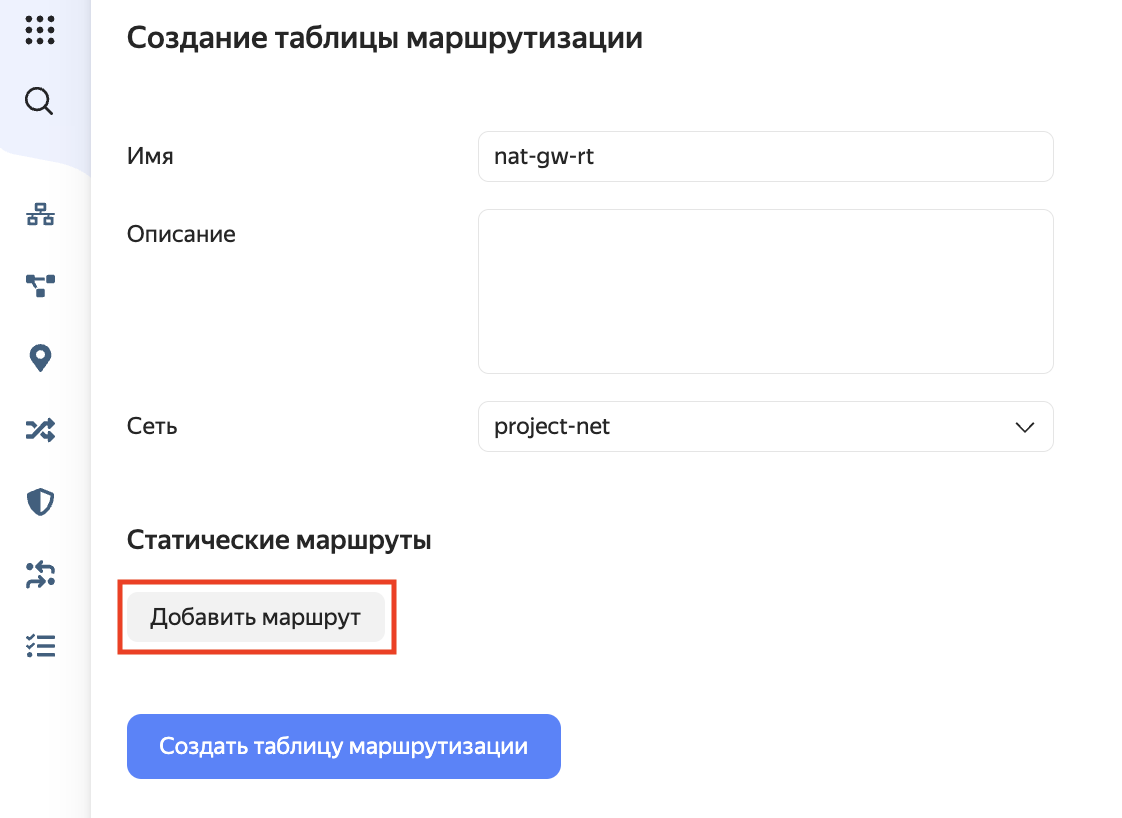 Создание таблицы маршрутизации
Имя
nat-gw-rt
Описание
Сеть
project-net
Статические маршруты
Добавить маршрут
Создать таблицу маршрутизации